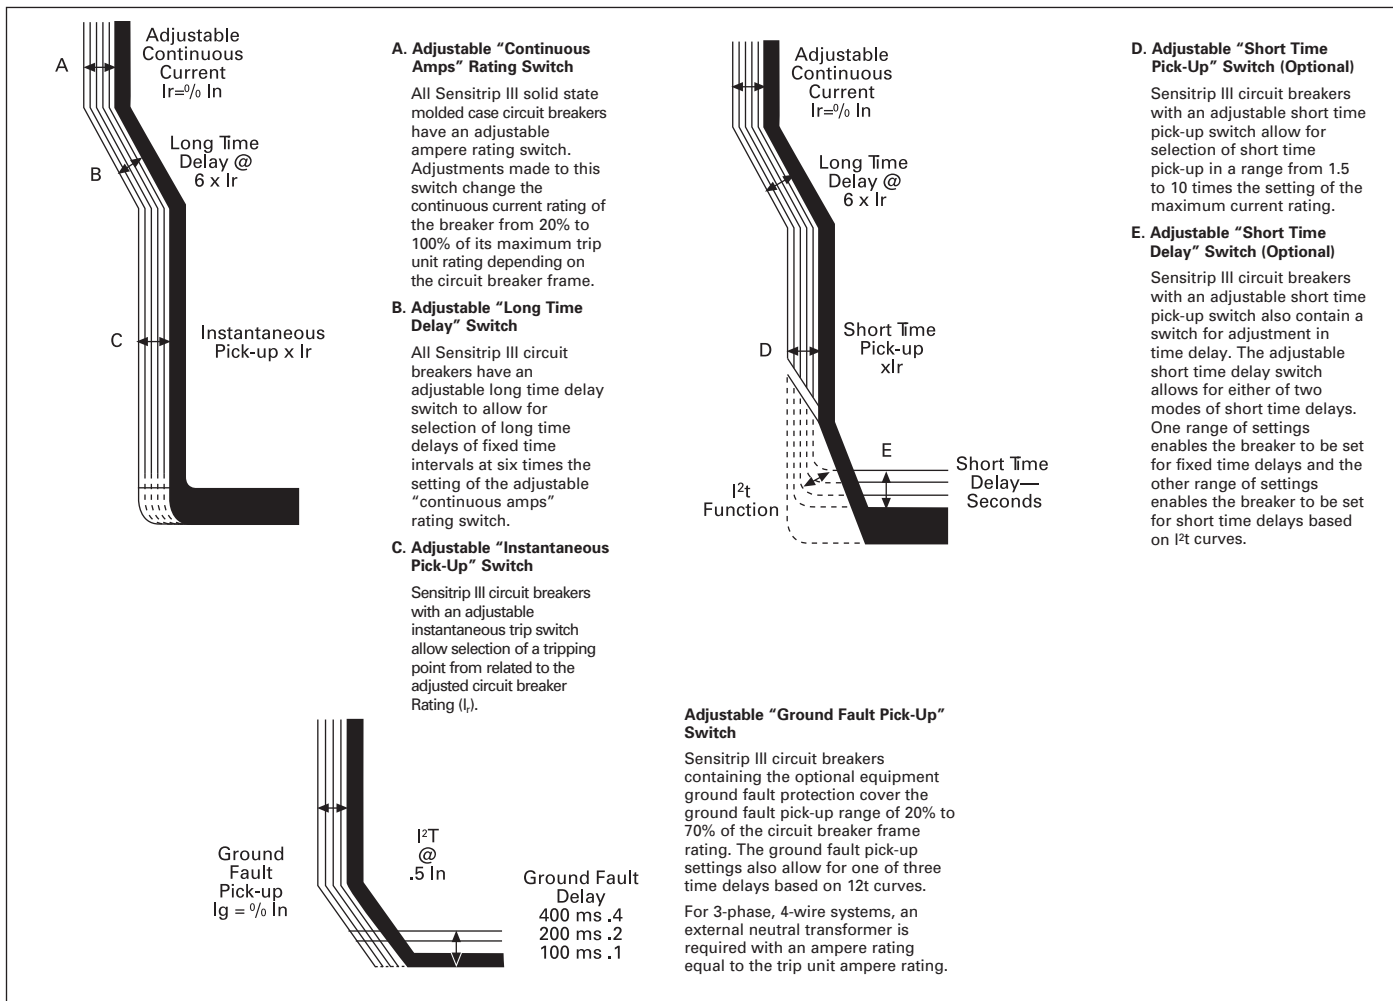 A
Adjustable
Continuous
Current
Ir=% In
B
Long Time
Delay @
6 x Ir
C
Instantaneous
Pick-up x Ir
A. Adjustable “Continuous
Amps” Rating Switch
All Sensitrip III solid state
molded case circuit breakers
have an adjustable
ampere rating switch.
Adjustments made to this
switch change the
continuous current rating of
the breaker from 20% to
100% of its maximum trip
unit rating depending on
the circuit breaker frame.
B. Adjustable “Long Time
Delay” Switch
All Sensitrip III circuit
breakers have an
adjustable long time delay
switch to allow for
selection of long time
delays of fixed time
intervals at six times the
setting of the adjustable
“continuous amps”
rating switch.
C. Adjustable “Instantaneous
Pick-Up” Switch
Sensitrip III circuit breakers
with an adjustable
instantaneous trip switch
allow selection of a tripping
point from related to the
adjusted circuit breaker
Rating (Ir).
Adjustable
Continuous
Current
Ir=% In
Long Time
Delay @
6 x Ir
D
Short Time
Pick-up
xIr
E
I²t
Function
Short Time
Delay—
Seconds
D. Adjustable “Short Time
Pick-Up” Switch (Optional)
Sensitrip III circuit breakers
with an adjustable short time
pick-up switch allow for
selection of short time
pick-up in a range from 1.5
to 10 times the setting of the
maximum current rating.
E. Adjustable “Short Time
Delay” Switch (Optional)
Sensitrip III circuit breakers
with an adjustable short time
pick-up switch also contain a
switch for adjustment in
time delay. The adjustable
short time delay switch
allows for either of two
modes of short time delays.
One range of settings
enables the breaker to be set
for fixed time delays and the
other range of settings
enables the breaker to be set
for short time delays based
on I²t curves.
Ground
Fault
Pick-up
Ig = % In
I²T
@
.5 In
Ground Fault
Delay
400 ms .4
200 ms .2
100 ms .1
Adjustable “Ground Fault Pick-Up”
Switch
Sensitrip III circuit breakers
containing the optional equipment
ground fault protection cover the
ground fault pick-up range of 20% to
70% of the circuit breaker frame
rating. The ground fault pick-up
settings also allow for one of three
time delays based on 12t curves.
For 3-phase, 4-wire systems, an
external neutral transformer is
required with an ampere rating
equal to the trip unit ampere rating.